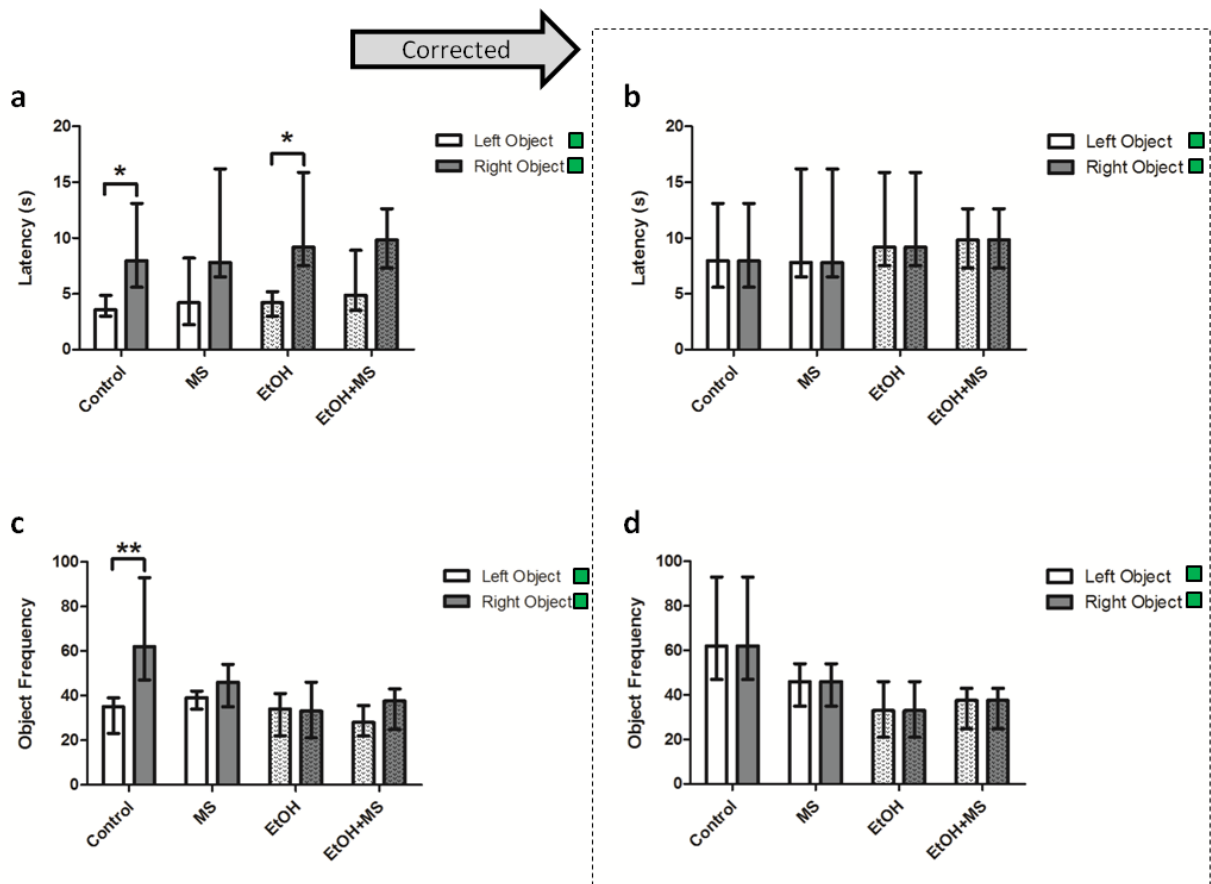 Corrected
a
20
15
10
5
0
Latency (s)
*
*
Left Object
Right Object
Control
MS
EtOH
EtOH+MS
b
20
15
10
5
0
Latency (s)
Left Object
Right Object
Control
MS
EtOH
EtOH+MS
c
100
80
60
40
20
0
Object Frequency
**
Left Object
Right Object
Control
MS
EtOH
EtOH+MS
d
100
80
60
40
20
0
Object Frequency
Left Object
Right Object
Control
MS
EtOH
EtOH+MS